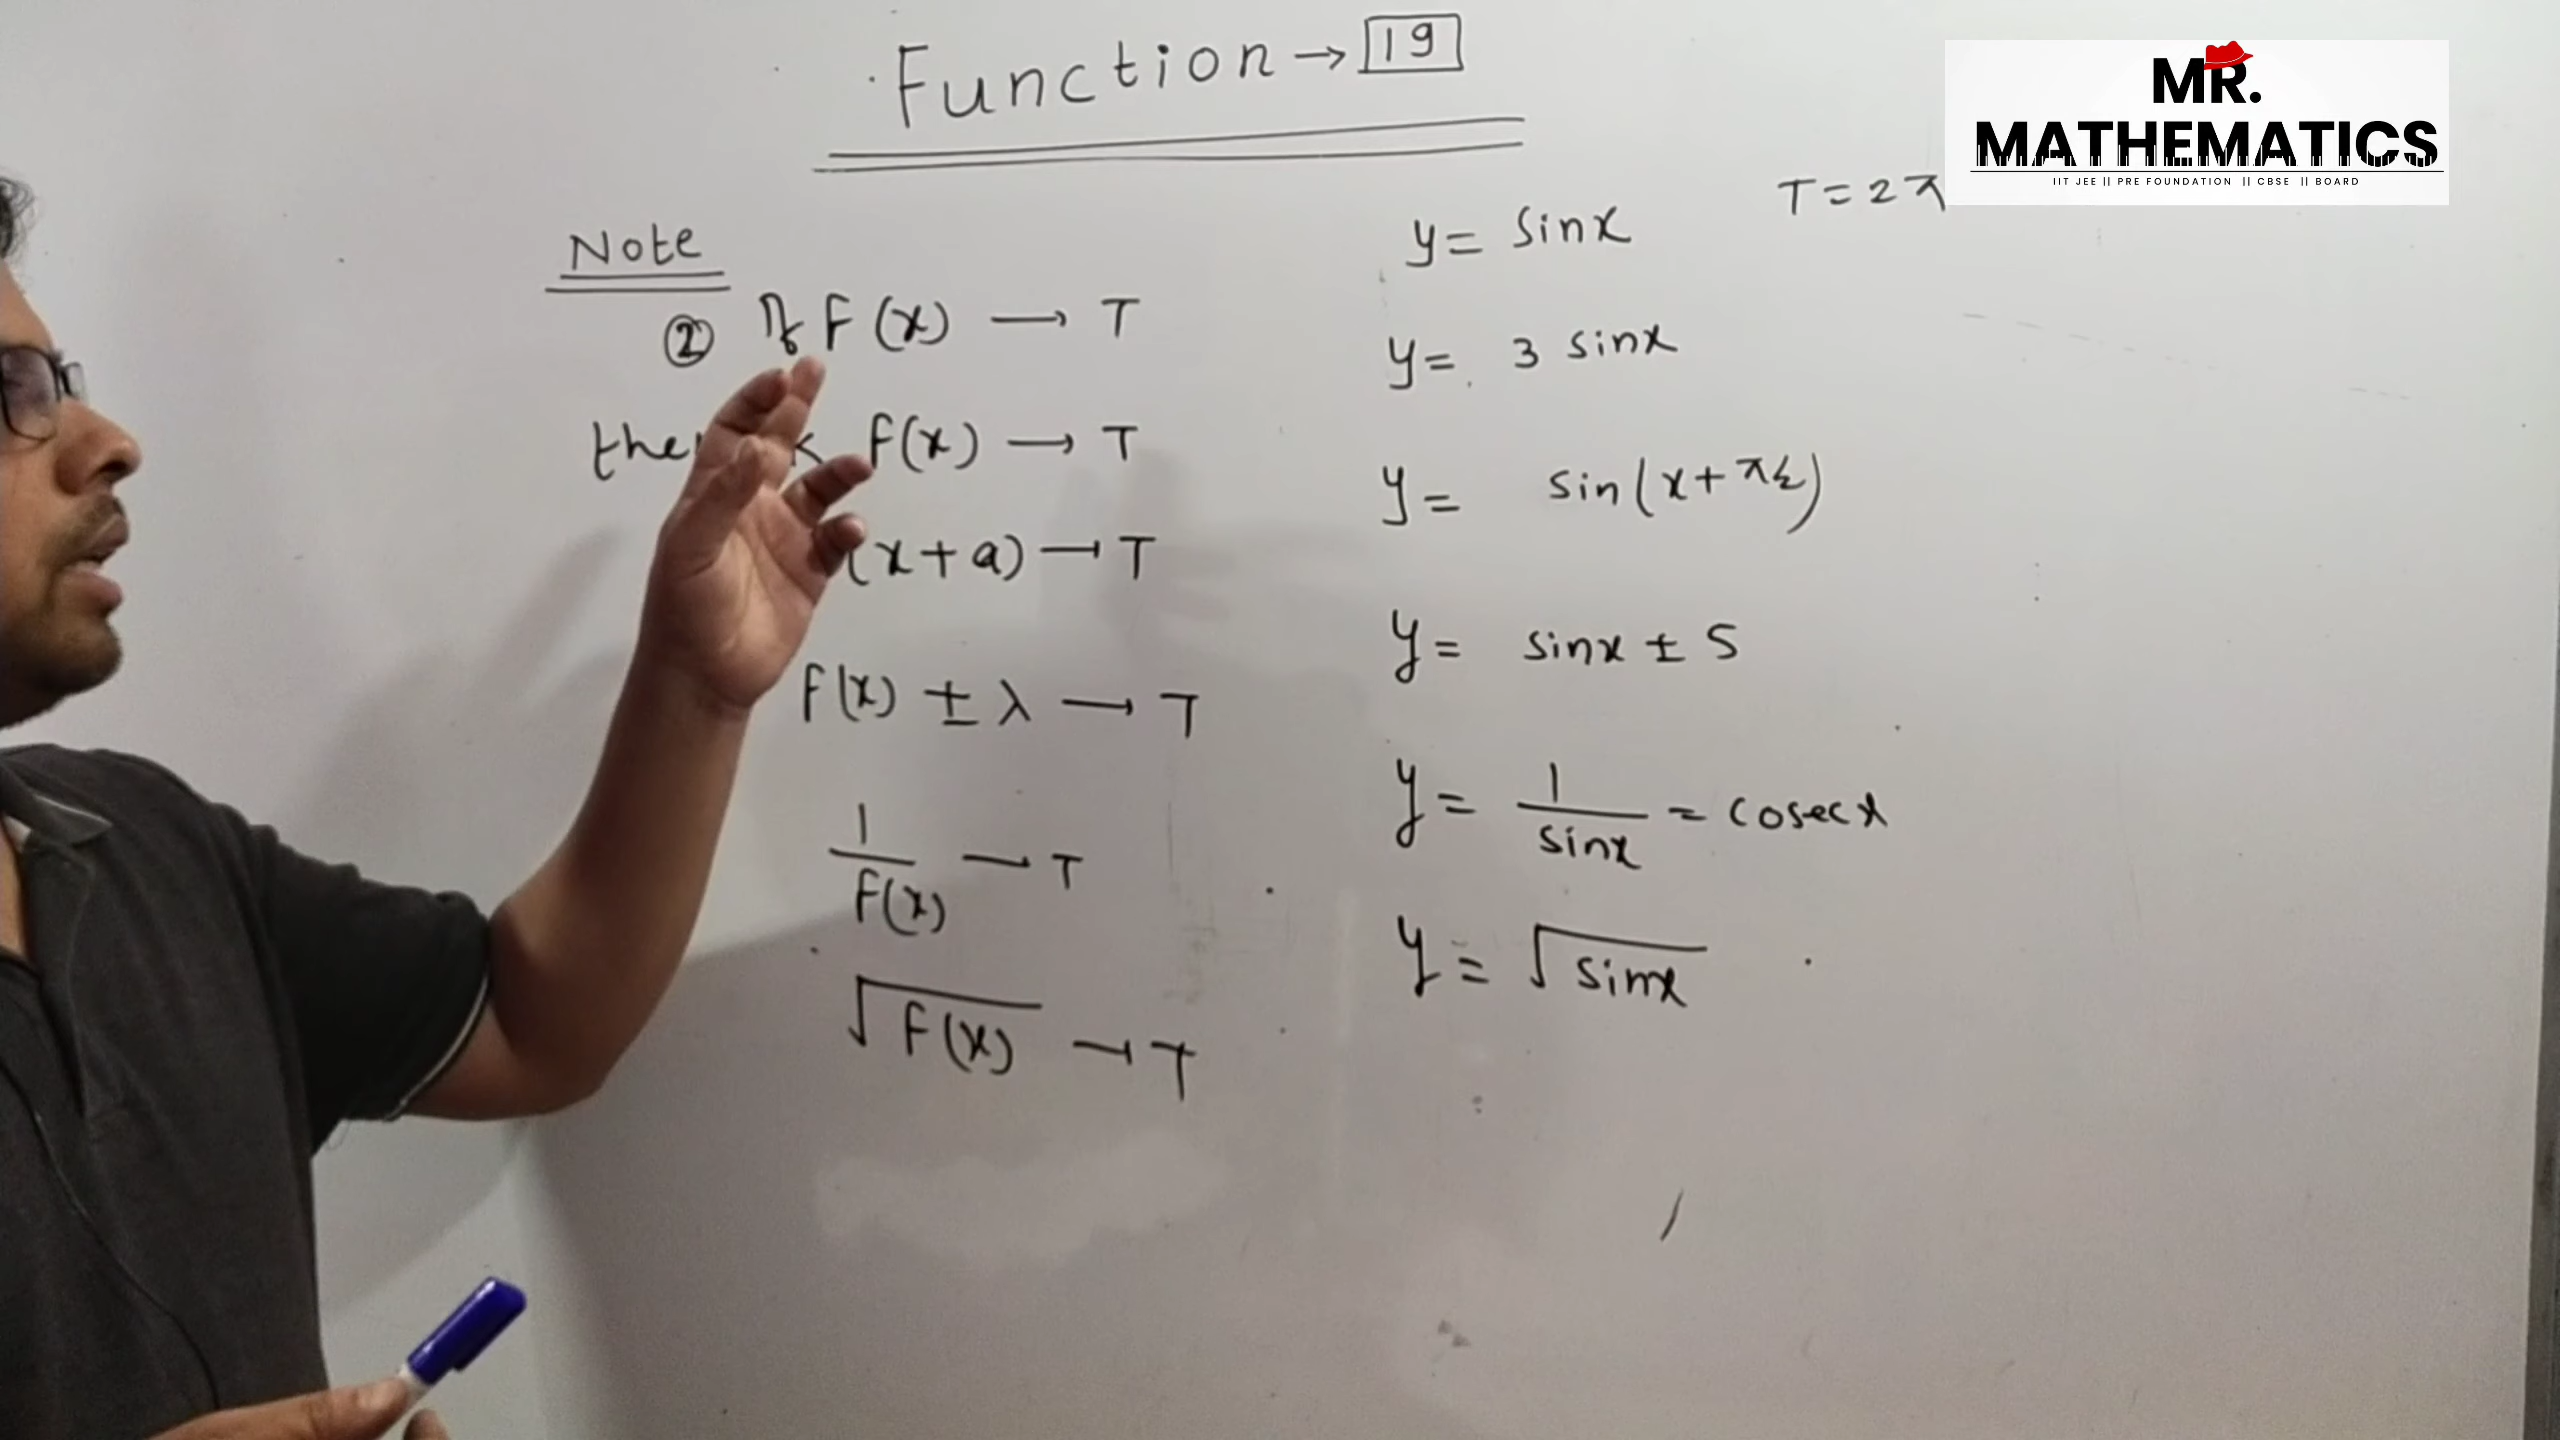 Function → 19
MR.
MATHEMATICS
IIT JEE || PRE FOUNDATION || CBSE || BOARD
Note
② If F(x) → T
the K F(x) → T
(x+a) → T
F(x) ± λ → T
1/F(x) → T
√F(x) → T
y = sinx T=2π
y = 3 sinx
y = sin(x+π/2)
y = sinx ± 5
y = 1/sinx = cosecx
y = √sinx